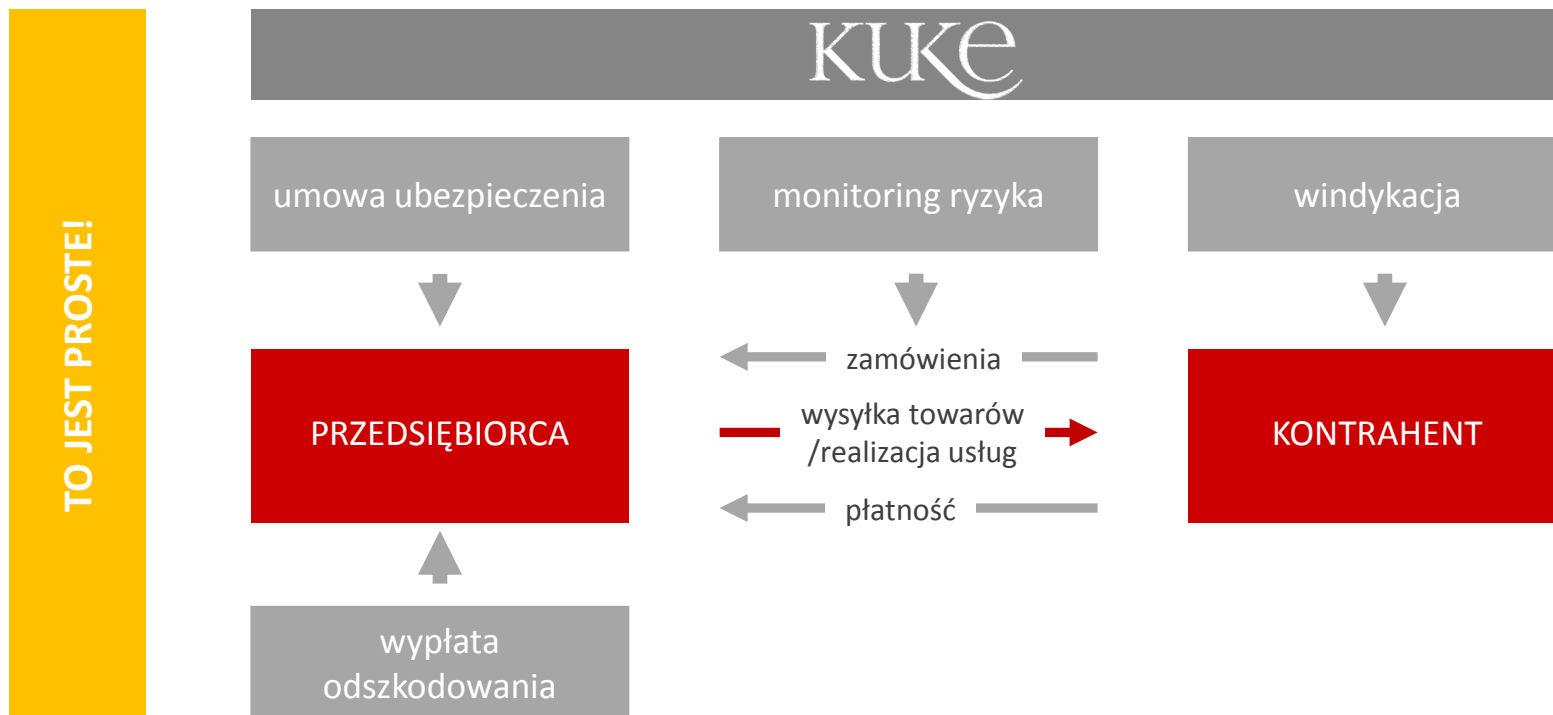 TO JEST PROSTE!
KUKE
umowa ubezpieczenia
monitoring ryzyka
windykacja
PRZEDSIĘBIORCA
zamówienia
wysyłka towarów
/realizacja usług
płatność
KONTRAHENT
wypłata
odszkodowania